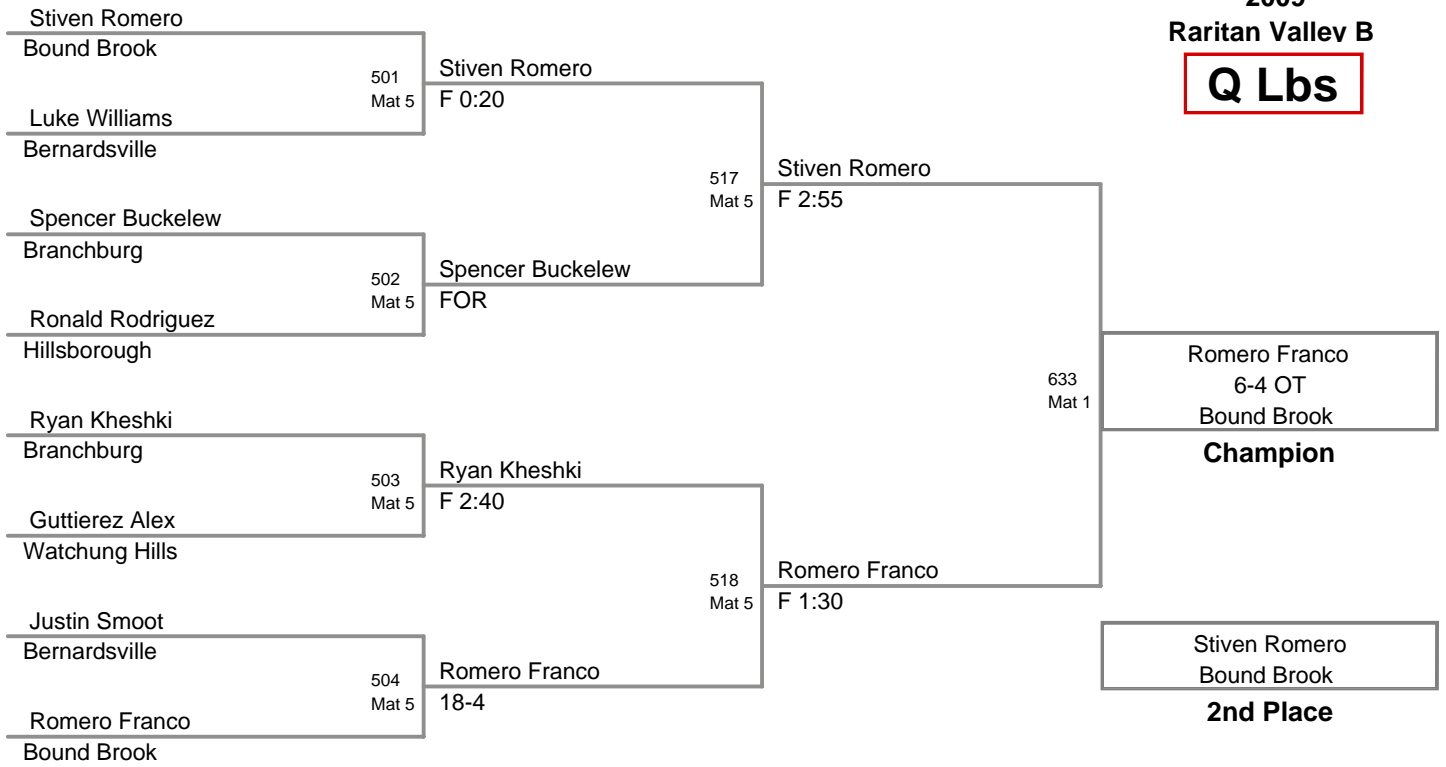 2009
Raritan Valley B
Q Lbs
Stiven Romero
Bound Brook
501
Mat 5
Stiven Romero
F 0:20
Luke Williams
Bernardsville
517
Mat 5
Stiven Romero
F 2:55
Spencer Buckelew
Branchburg
502
Mat 5
Spencer Buckelew
FOR
Ronald Rodriguez
Hillsborough
633
Mat 1
Romero Franco
6-4 OT
Bound Brook
Champion
Ryan Kheshki
Branchburg
503
Mat 5
Ryan Kheshki
F 2:40
Guttierez Alex
Watchung Hills
518
Mat 5
Romero Franco
F 1:30
Justin Smoot
Bernardsville
504
Mat 5
Romero Franco
18-4
Romero Franco
Bound Brook
Stiven Romero
Bound Brook
2nd Place